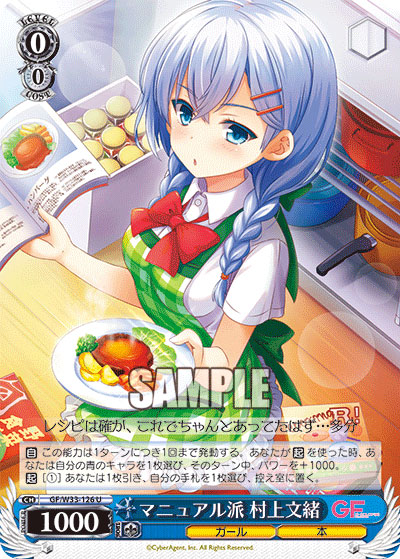 LEVEL
0
0
COST
ハンバーグ
SAMPLE
レシピは確か、これでちゃんとあってたはず…多分
自 この能力は1ターンにつき1回まで発動する。あなたが起を使った時、あ
なたは自分の青のキャラを1枚選び、そのターン中、パワーを+1000。
起［①］ あなたは1枚引き、自分の手札を1枚選び、控え室に置く。
CH GF/W33-126 U
1000
マニュアル派 村上文緒
GF
ガール
本
©CyberAgent, Inc. All Rights Reserved.